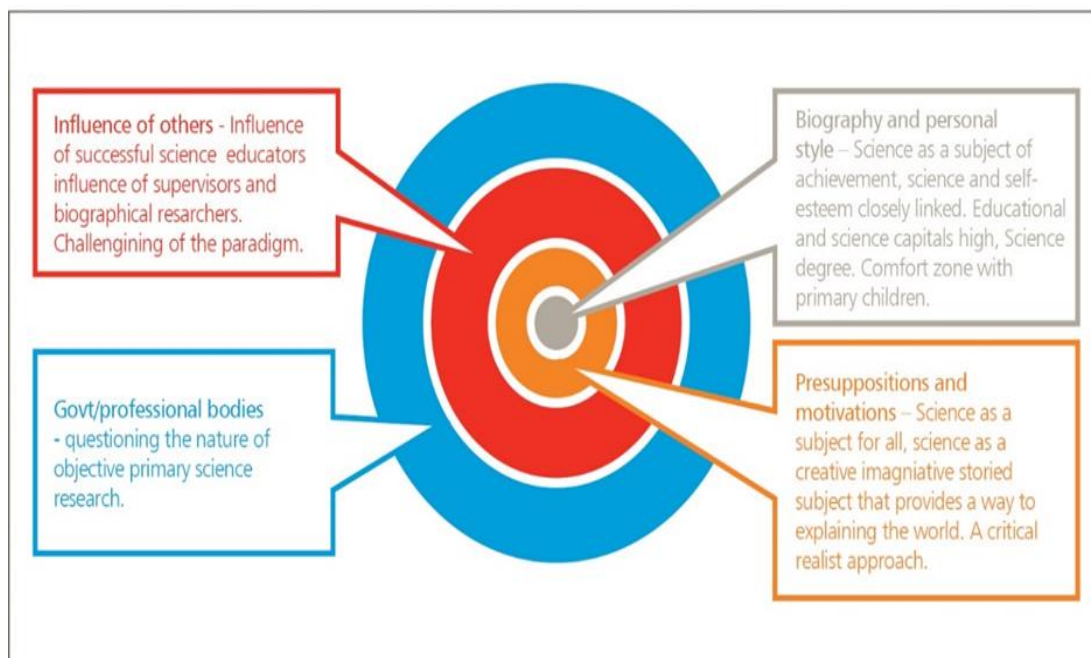 Influence of others - Influence
of successful science educators
influence of supervisors and
biographical resarchers.
Challengining of the paradigm.
Govt/professional bodies
- questioning the nature of
objective primary science
research.
Biography and personal
style – Science as a subject of
achievement, science and self-
esteem closely linked. Educational
and science capitals high, Science
degree. Comfort zone with
primary children.
Presuppositions and
motivations – Science as a
subject for all, science as a
creative imagniative storied
subject that provides a way to
explaining the world. A critical
realist approach.